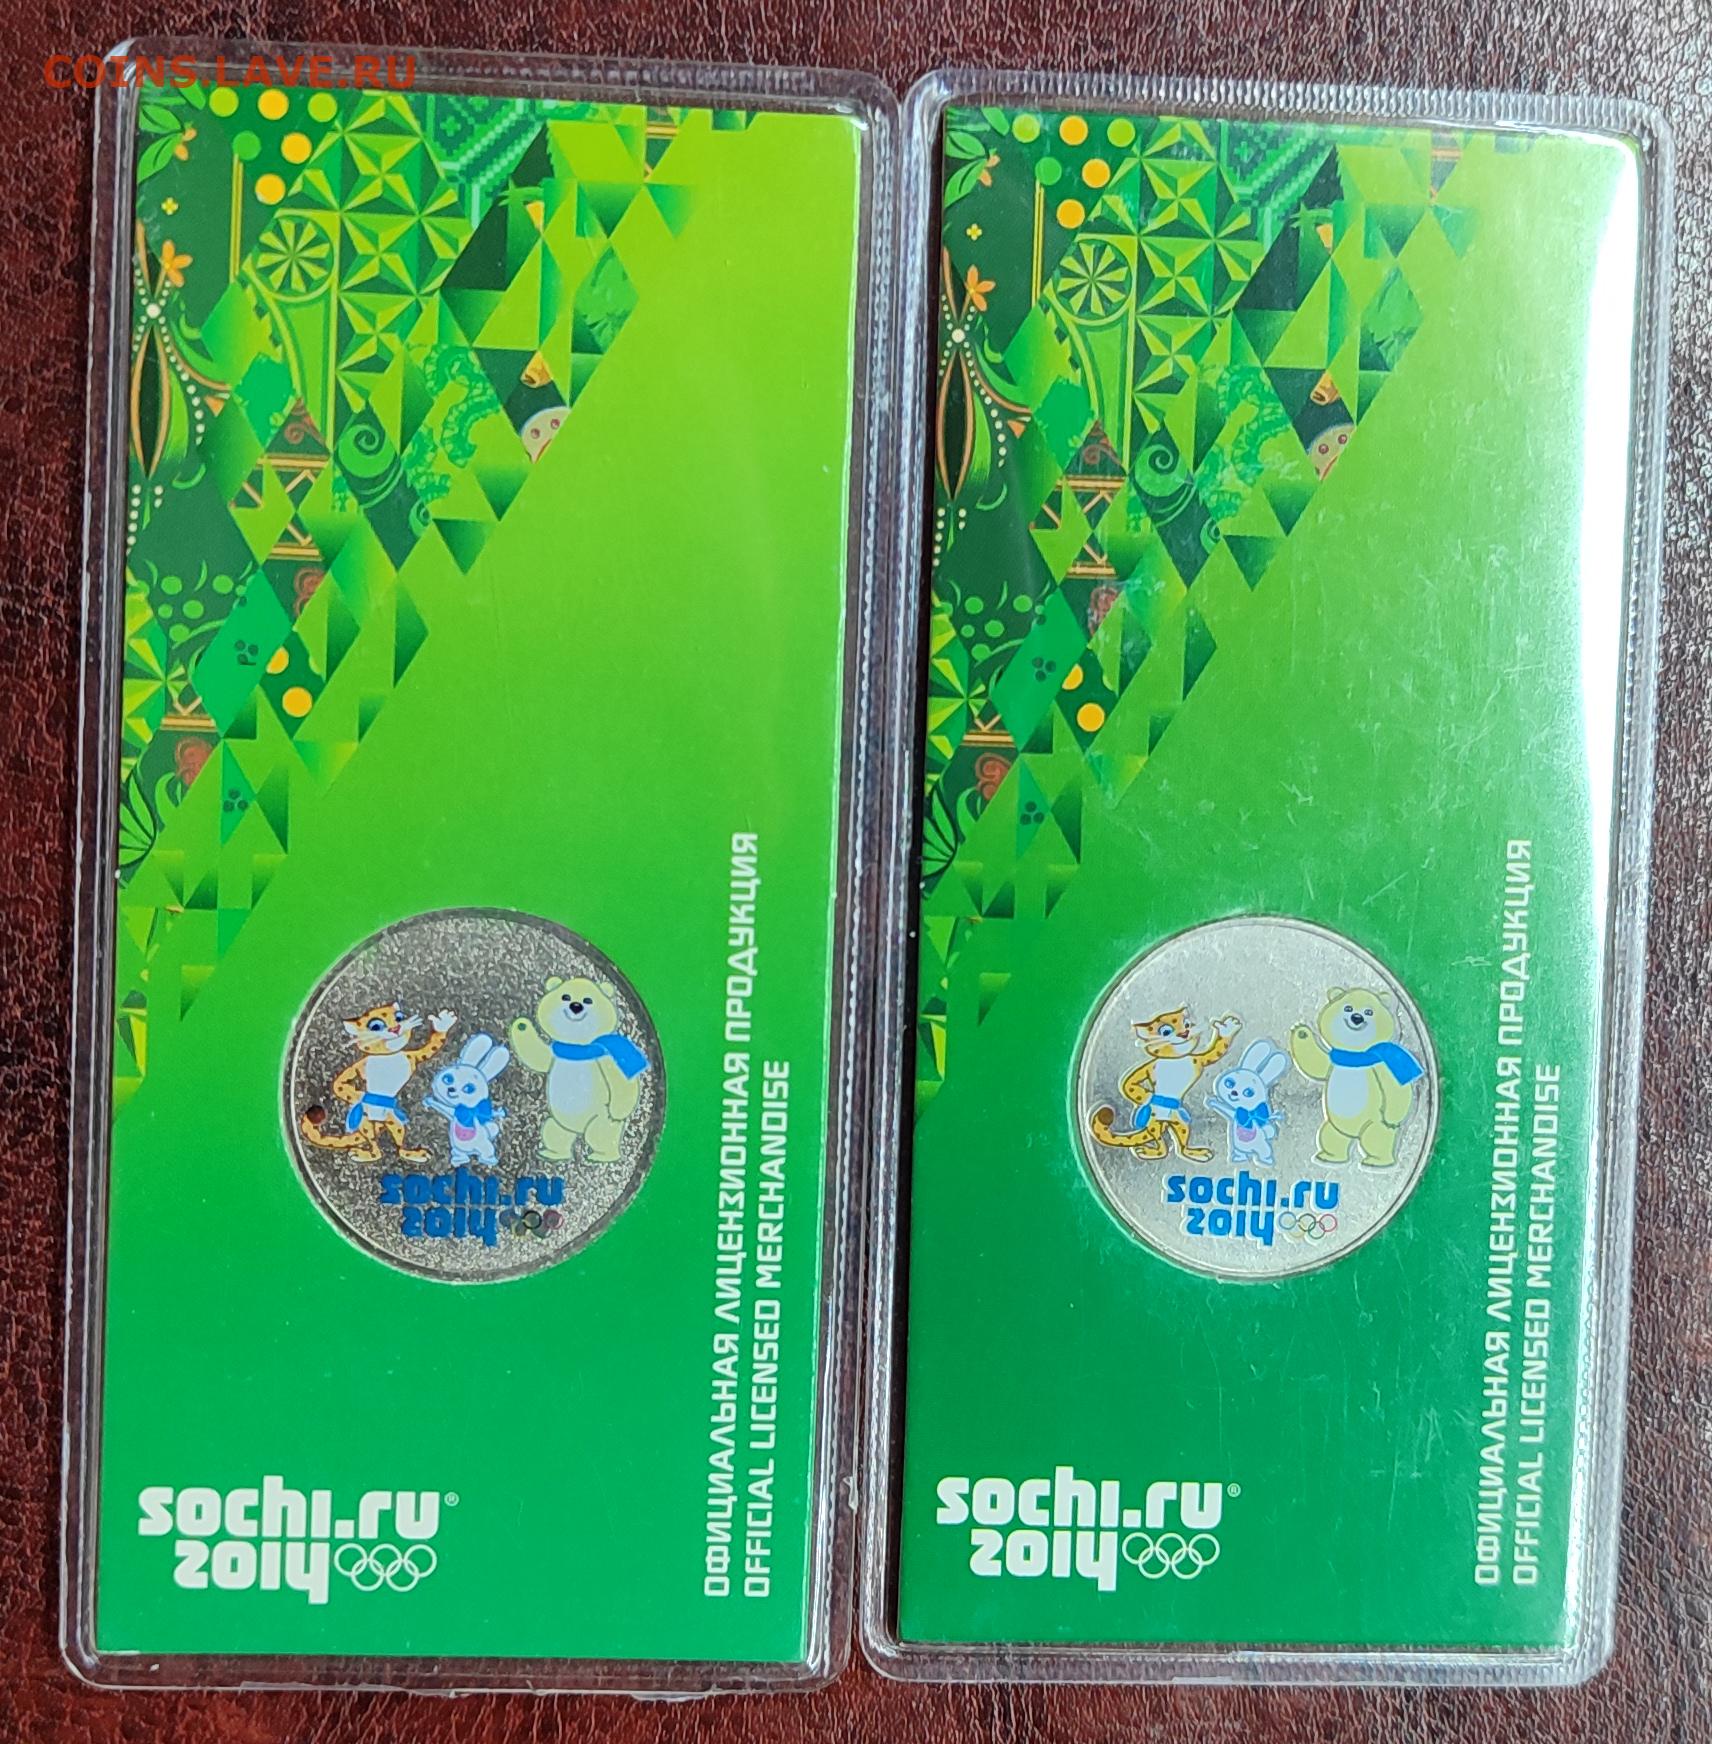 COINS.LAVE.RU
ОФИЦИАЛЬНАЯ ЛИЦЕНЗИОННАЯ ПРОДУКЦИЯ
OFFICIAL LICENSED MERCHANDISE
sochi.ru
2014
sochi.ru®
2014
ОФИЦИАЛЬНАЯ ЛИЦЕНЗИОННАЯ ПРОДУКЦИЯ
OFFICIAL LICENSED MERCHANDISE
sochi.ru
2014
sochi.ru®
2014